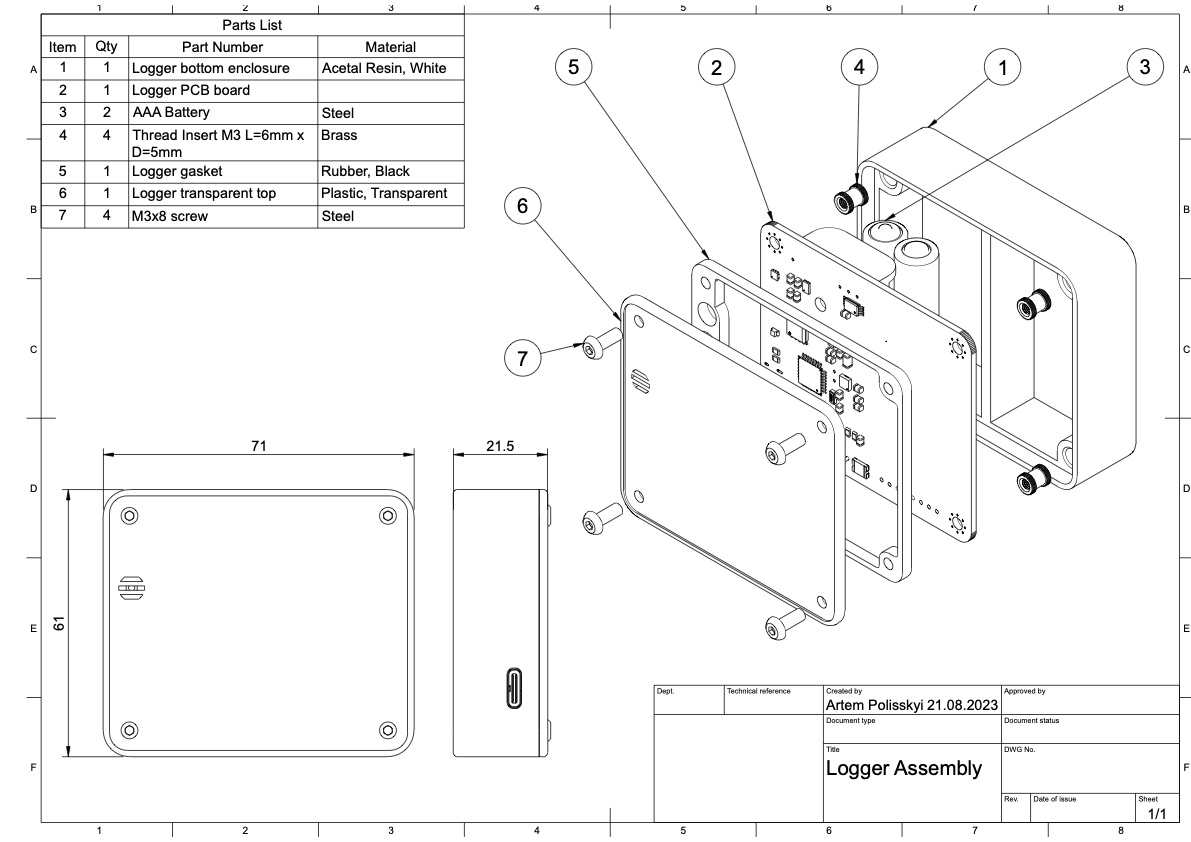 1 2 3 4 5 6 7 8
Parts List
Item Qty Part Number Material
1 1 Logger bottom enclosure Acetal Resin, White
2 1 Logger PCB board
3 2 AAA Battery Steel
4 4 Thread Insert M3 L=6mm x Brass
D=5mm
5 1 Logger gasket Rubber, Black
6 1 Logger transparent top Plastic, Transparent
7 4 M3x8 screw Steel
A A
5 2 4 1 3
B B
6
C C
7
71 21.5
D D
61
E E
Dept. Technical reference Created by Approved by
Artem Polisskyi 21.08.2023
Document type Document status
Title DWG No.
Logger Assembly
F F
Rev. Date of issue Sheet
1/1
1 2 3 4 5 6 7 8